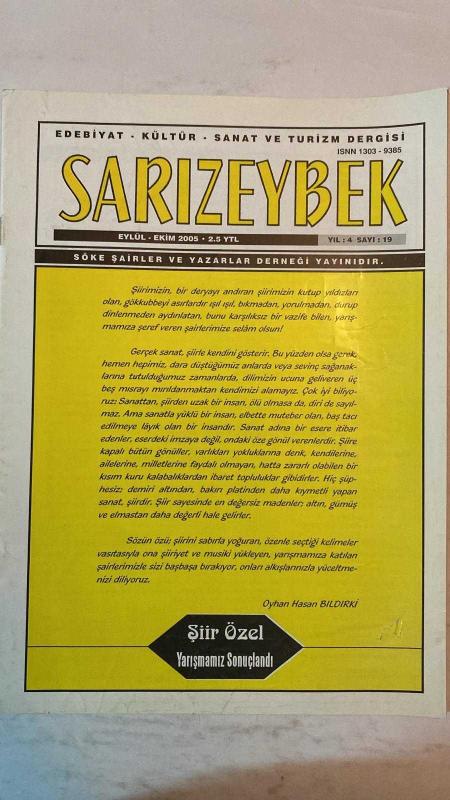 EDEBİYAT - KÜLTÜR - SANAT VE TURİZM DERGİSİ
ISNN 1303 - 9385
SARIZEYBEK
EYLÜL - EKİM 2005 • 2.5 YTL
YIL : 4 SAYI : 19
SÖKE ŞAİRLER VE YAZARLAR DERNEĞİ YAYINIDIR.
Şiirimizin, bir deryayı andıran şiirimizin kutup yıldızları
olan, gökkubbeyi asırlardır ışıl ışıl, bıkmadan, yorulmadan, durup
dinlenmeden aydınlatan, bunu karşılıksız bir vazife bilen, yarış-
mamıza şeref veren şairlerimize selâm olsun!
Gerçek sanat, şiirle kendini gösterir. Bu yüzden olsa gerek,
hemen hepimiz, dara düştüğümüz anlarda veya sevinç sağanak-
larına tutulduğumuz zamanlarda, dilimizin ucuna geliveren üç
beş mısrayı mırıldanmaktan kendimizi alamayız. Çok iyi biliyo-
ruz: Sanattan, şiirden uzak bir insan, ölü olmasa da, diri de sayıl-
maz. Ama sanatla yüklü bir insan, elbette muteber olan, baş tacı
edilmeye lâyık olan bir insandır. Sanat adına bir esere itibar
edenler, eserdeki imzaya değil, ondaki öze gönül verenlerdir. Şiire
kapalı bütün gönüller, varlıkları yokluklarına denk, kendilerine,
ailelerine, milletlerine faydalı olmayan, hatta zararlı olabilen bir
kısım kuru kalabalıklardan ibaret topluluklar gibidirler. Hiç şüp-
hesiz; demiri altından, bakırı platinden daha kıymetli yapan
sanat, şiirdir. Şiir sayesinde en değersiz madenler; altın, gümüş
ve elmastan daha değerli hale gelirler.
Sözün özü; şiirini sabırla yoğuran, özenle seçtiği kelimeler
vasıtasıyla ona şiiriyet ve musiki yükleyen, yarışmamıza katılan
şairlerimizle sizi başbaşa bırakıyor, onları alkışlarınızla yüceltme-
nizi diliyoruz.
Oyhan Hasan BILDIRKİ
Şiir Özel
Yarışmamız Sonuçlandı